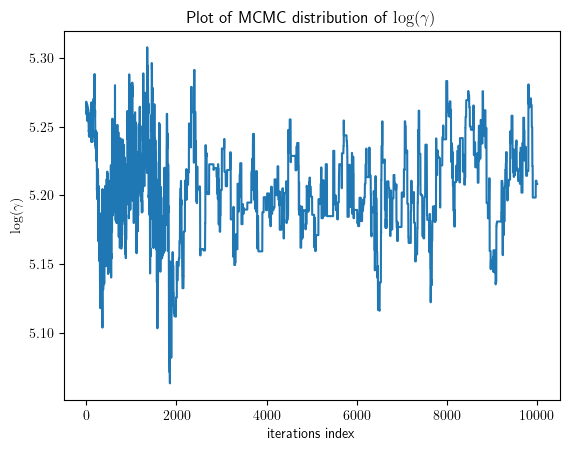 Plot of MCMC distribution of log(γ)
5.30
5.25
5.20
5.15
5.10
log(γ)
0 2000 4000 6000 8000 10000
iterations index